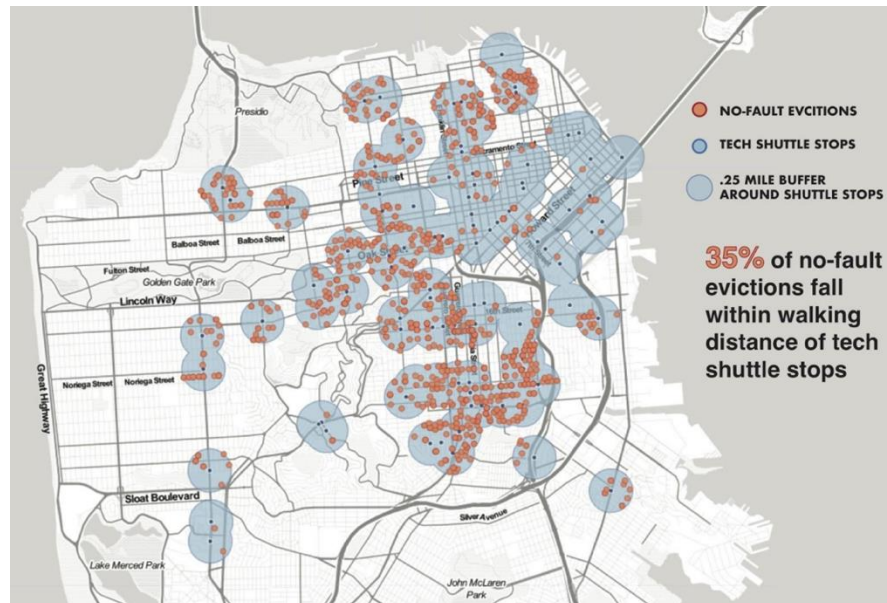 Presidio
Pine Street
Balboa Street
Balboa Street
Fulton Street
Golden Gate Park
Lincoln Way
Great Highway
Noriega Street
Noriega Street
Sloat Boulevard
Silver Avenue
Lake Merced Park
John McLaren
Park
NO-FAULT EVCITIONS
TECH SHUTTLE STOPS
.25 MILE BUFFER
AROUND SHUTTLE STOPS
35% of no-fault
evictions fall
within walking
distance of tech
shuttle stops